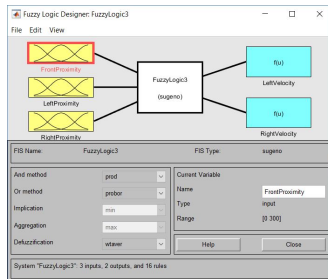 Fuzzy Logic Designer: FuzzyLogic3
File Edit View
FrontProximity
LeftProximity
RightProximity
FuzzyLogic3
(sugeno)
f(u)
LeftVelocity
f(u)
RightVelocity
FIS Name: FuzzyLogic3 FIS Type: sugeno
And method prod
Or method probor
Implication min
Aggregation max
Defuzzification wtaver
Current Variable
Name FrontProximity
Type input
Range [0 300]
Help Close
System "FuzzyLogic3": 3 inputs, 2 outputs, and 16 rules